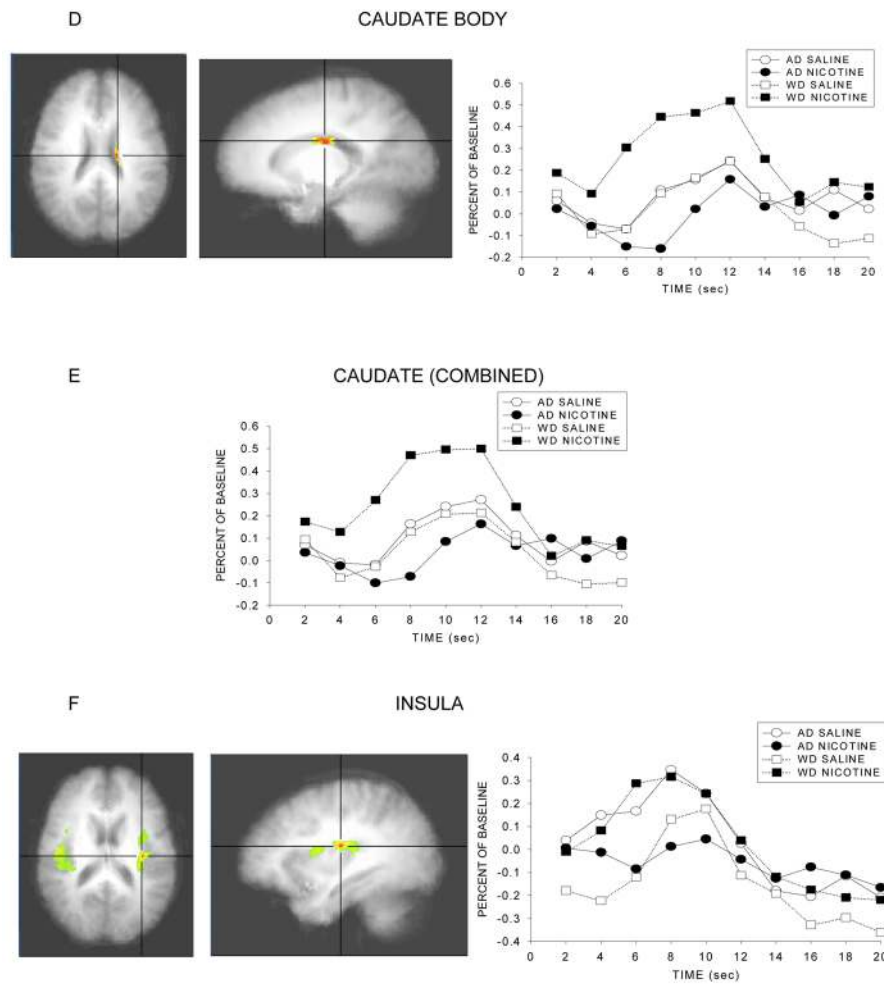 D
CAUDATE BODY
AD SALINE
AD NICOTINE
WD SALINE
WD NICOTINE
PERCENT OF BASELINE
0.6
0.5
0.4
0.3
0.2
0.1
0.0
-0.1
-0.2
0 2 4 6 8 10 12 14 16 18 20
TIME (sec)
E
CAUDATE (COMBINED)
AD SALINE
AD NICOTINE
WD SALINE
WD NICOTINE
PERCENT OF BASELINE
0.6
0.5
0.4
0.3
0.2
0.1
0.0
-0.1
-0.2
0 2 4 6 8 10 12 14 16 18 20
TIME (sec)
F
INSULA
AD SALINE
AD NICOTINE
WD SALINE
WD NICOTINE
PERCENT OF BASELINE
0.4
0.3
0.2
0.1
0.0
-0.1
-0.2
-0.3
-0.4
0 2 4 6 8 10 12 14 16 18 20
TIME (sec)